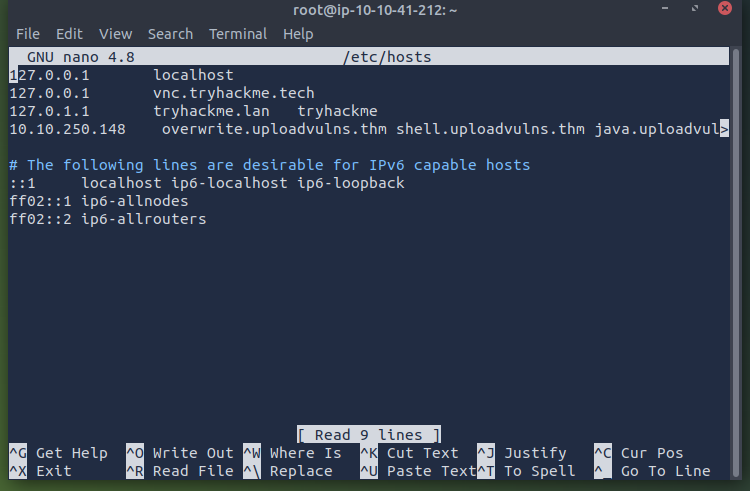 root@ip-10-10-41-212: ~
File Edit View Search Terminal Help
GNU nano 4.8 /etc/hosts
127.0.0.1 localhost
127.0.0.1 vnc.tryhackme.tech
127.0.1.1 tryhackme.lan tryhackme
10.10.250.148 overwrite.uploadvulns.thm shell.uploadvulns.thm java.uploadvul>
# The following lines are desirable for IPv6 capable hosts
::1 localhost ip6-localhost ip6-loopback
ff02::1 ip6-allnodes
ff02::2 ip6-allrouters
[ Read 9 lines ]
^G Get Help ^O Write Out ^W Where Is ^K Cut Text ^J Justify ^C Cur Pos
^X Exit ^R Read File ^\ Replace ^U Paste Text ^T To Spell ^_ Go To Line